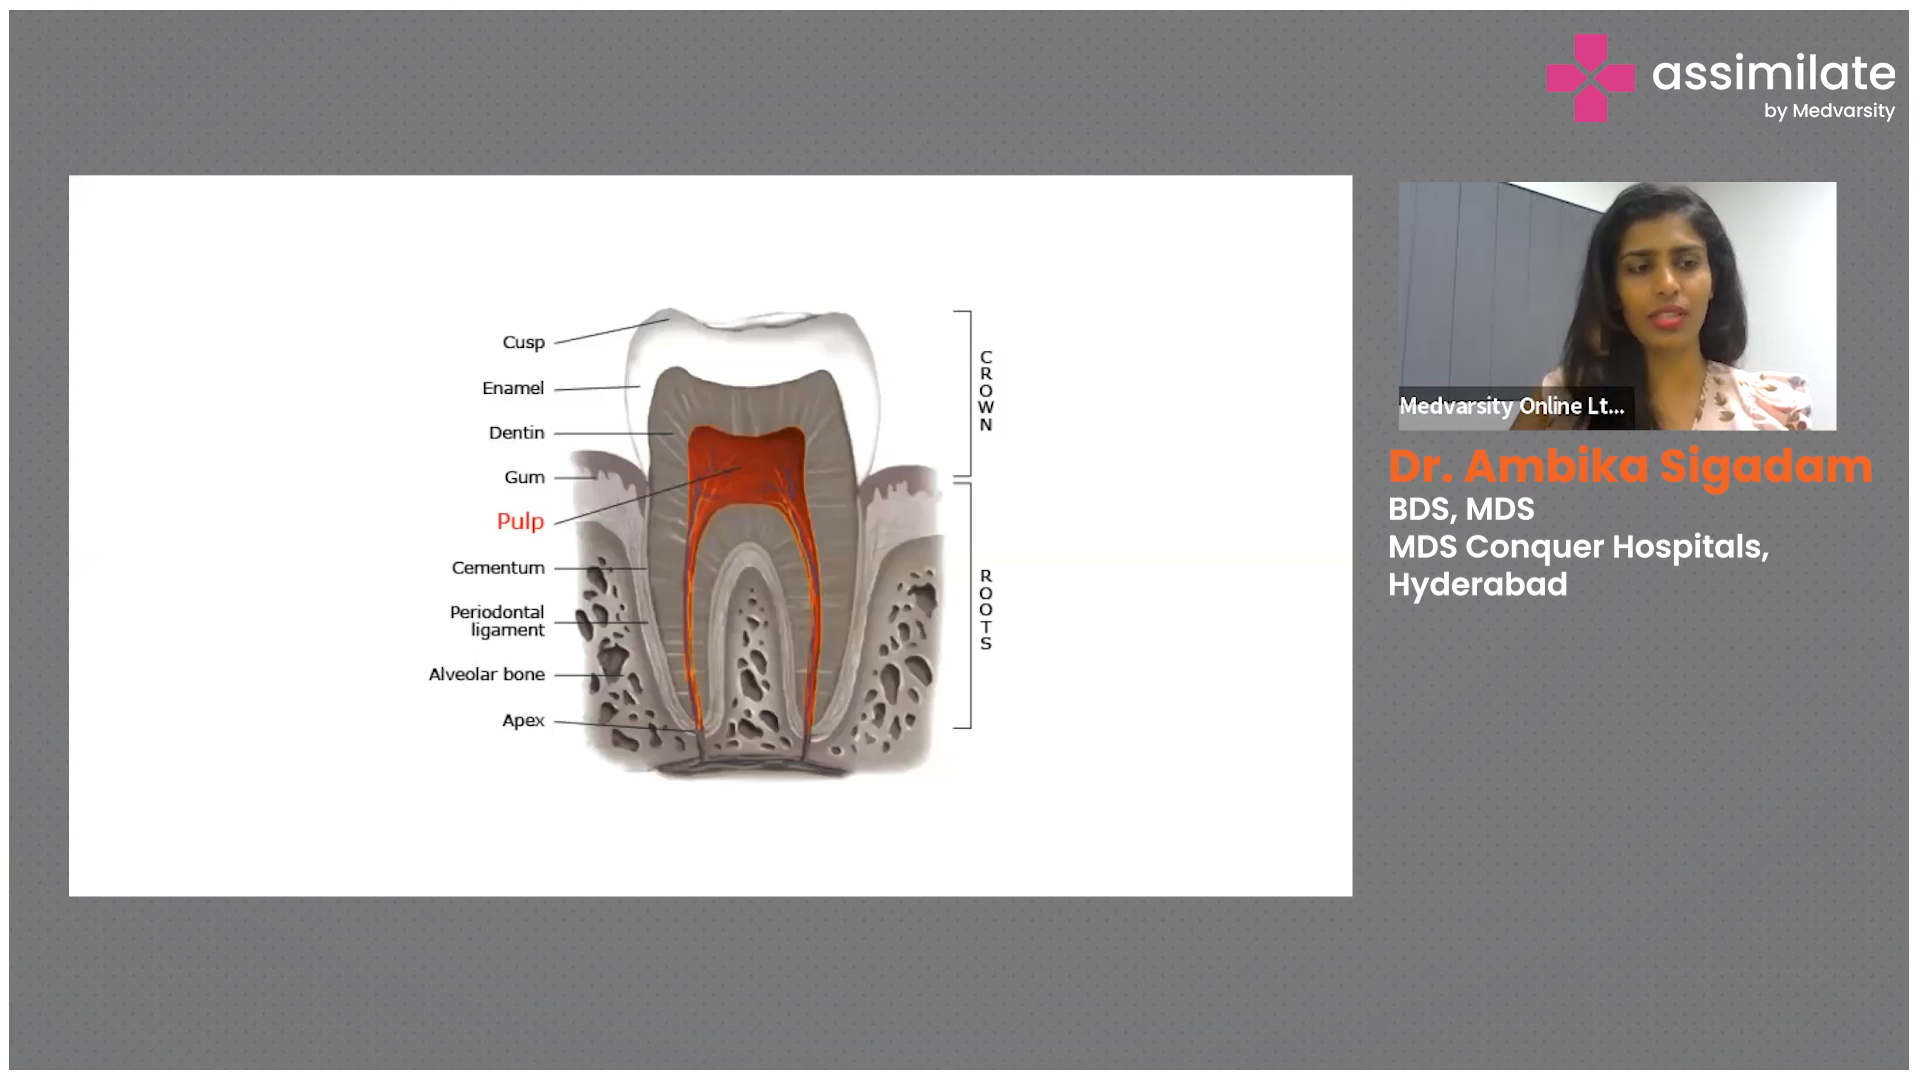 assimilate
by Medvarsity
Cusp
Enamel
Dentin
Gum
Pulp
Cementum
Periodontal
ligament
Alveolar bone
Apex
CROWN
ROOTS
Medvarsity Online Lt...
Dr. Ambika Sigadam
BDS, MDS
MDS Conquer Hospitals,
Hyderabad